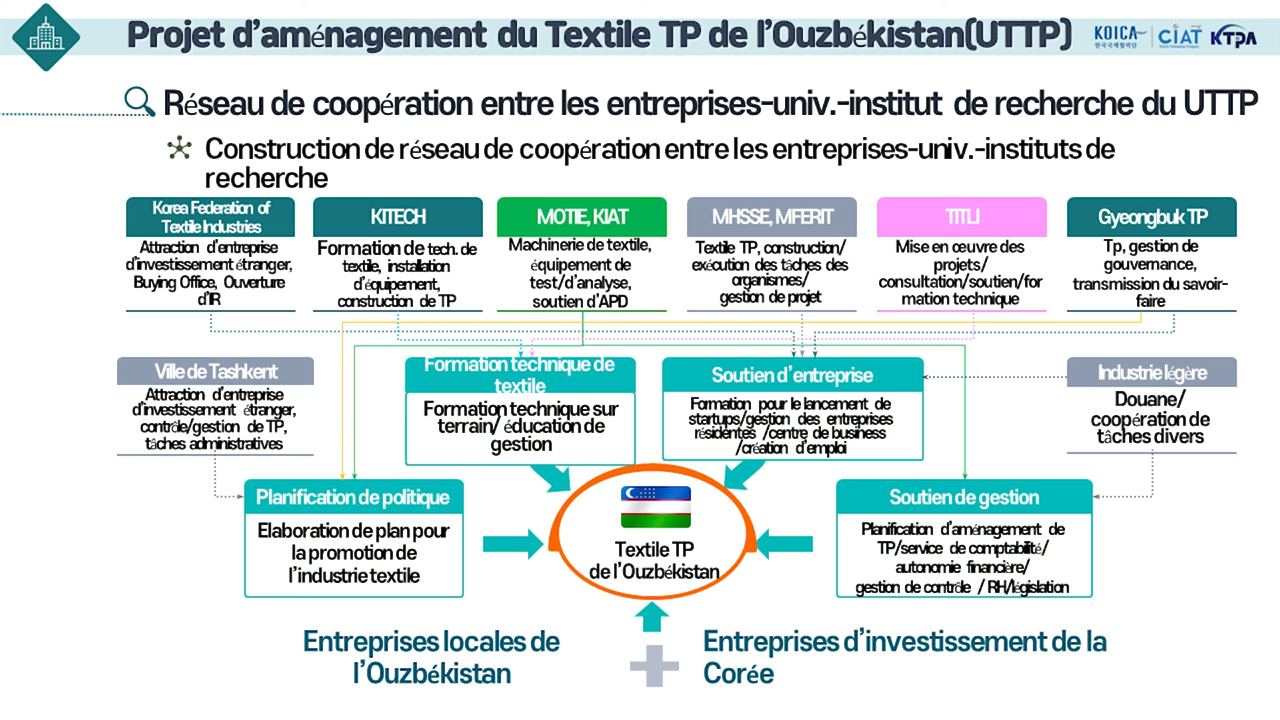 Projet d'aménagement du Textile TP de l'Ouzbékistan(UTTP)
KOICA
한국국제협력단
CIAT
KTPA
Réseau de coopération entre les entreprises-univ.-institut de recherche du UTTP
Construction de réseau de coopération entre les entreprises-univ.-instituts de
recherche
Korea Federation of
Textile Industries
Attraction d'entreprise
d'investissement étranger,
Buying Office, Ouverture
d'IR
KITECH
Formation de tech. de
textile, installation
d'équipement,
construction de TP
MOTIE, KIAT
Machinerie de textile,
équipement de
test/d'analyse,
soutien d'APD
MHSSE, MFERIT
Textile TP, construction/
exécution des tâches des
organismes/
gestion de projet
TITLI
Mise en œuvre des
projets/
consultation/soutien/for
mation technique
Gyeongbuk TP
Tp, gestion de
gouvernance,
transmission du savoir-
faire
Ville de Tashkent
Attraction d'entreprise
d'investissement étranger,
contrôle/gestion de TP,
tâches administratives
Formation technique de
textile
Formation technique sur
terrain/ éducation de
gestion
Soutien d'entreprise
Formation pour le lancement de
startups/gestion des entreprises
résidentes /centre de business
/création d'emploi
Industrie légère
Douane/
coopération de
tâches divers
Planification de politique
Elaboration de plan pour
la promotion de
l'industrie textile
Textile TP
de l'Ouzbékistan
Soutien de gestion
Planification d'aménagement de
TP/service de comptabilité/
autonomie financière/
gestion de contrôle / RH/législation
Entreprises locales de
l'Ouzbékistan
Entreprises d'investissement de la
Corée